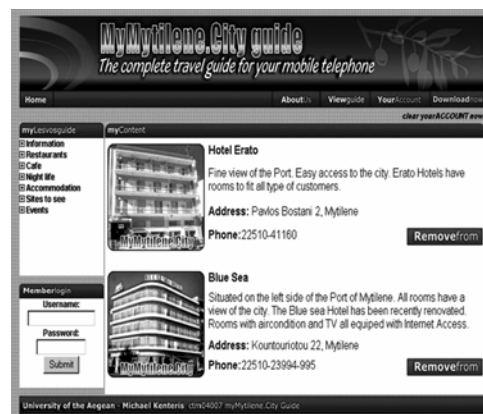 MyMytilene.City guide
The complete travel guide for your mobile telephone
Home
AboutUs Viewguide YourAccount Downloadnow
clear yourACCOUNT now
myLesvosguide
Information
Restaurants
Cafe
Night life
Accommodation
Sites to see
Events
Memberlogin
Username:
Password:
Submit
myContent
Hotel Erato
Fine view of the Port. Easy access to the city. Erato Hotels have
rooms to fit all type of customers.
Address: Pavlos Bostani 2, Mytilene
Phone:22510-41160
Removefrom
MyMytilene.City
Blue Sea
Situated on the left side of the Port of Mytilene. All rooms have a
view of the city. The Blue sea Hotel has been recently renovated.
Rooms with aircondition and TV all equiped with Internet Access.
Address: Kountouriotou 22, Mytilene
Phone:22510-23994-995
Removefrom
MyMytilene.City
University of the Aegean - Michael Kenteris ctm04007 myMytilene.City Guide